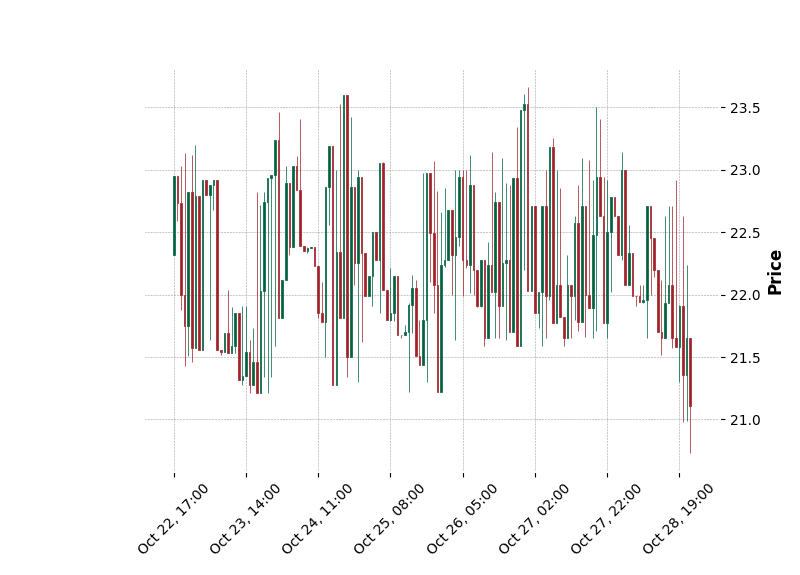 23.5
23.0
22.5
22.0
21.5
21.0
Price
Oct 22, 17:00
Oct 23, 14:00
Oct 24, 11:00
Oct 25, 08:00
Oct 26, 05:00
Oct 27, 02:00
Oct 27, 22:00
Oct 28, 19:00